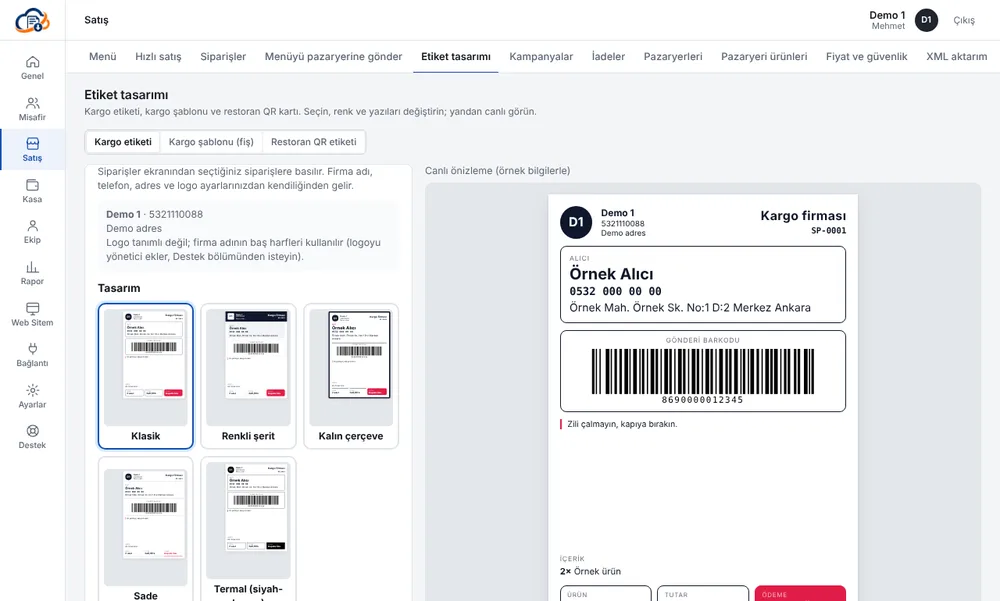 Satış
Demo 1
Mehmet
D1
Çıkış
Genel
Misafir
Satış
Kasa
Ekip
Rapor
Web Sitem
Bağlantı
Ayarlar
Destek
Menü Hızlı satış Siparişler Menüyü pazaryerine gönder Etiket tasarımı Kampanyalar İadeler Pazaryerleri Pazaryeri ürünleri Fiyat ve güvenlik XML aktarım
Etiket tasarımı
Kargo etiketi, kargo şablonu ve restoran QR kartı. Seçin, renk ve yazıları değiştirin; yandan canlı görün.
Kargo etiketi Kargo şablonu (fiş) Restoran QR etiketi
Siparişler ekranından seçtiğiniz siparişlere basılır. Firma adı,
telefon, adres ve logo ayarlarınızdan kendiliğinden gelir.
Demo 1 · 5321110088
Demo adres
Logo tanımlı değil; firma adının baş harfleri kullanılır (logoyu
yönetici ekler, Destek bölümünden isteyin).
Tasarım
Klasik
Renkli şerit
Kalın çerçeve
Sade
Termal (siyah-
Canlı önizleme (örnek bilgilerle)
D1
Demo 1
5321110088
Demo adres
Kargo firması
SP-0001
ALICI
Örnek Alıcı
0532 000 00 00
Örnek Mah. Örnek Sk. No:1 D:2 Merkez Ankara
GÖNDERİ BARKODU
8690000012345
Zili çalmayın, kapıya bırakın.
İÇERİK
2× Örnek ürün
ÜRÜN
TUTAR
ÖDEME